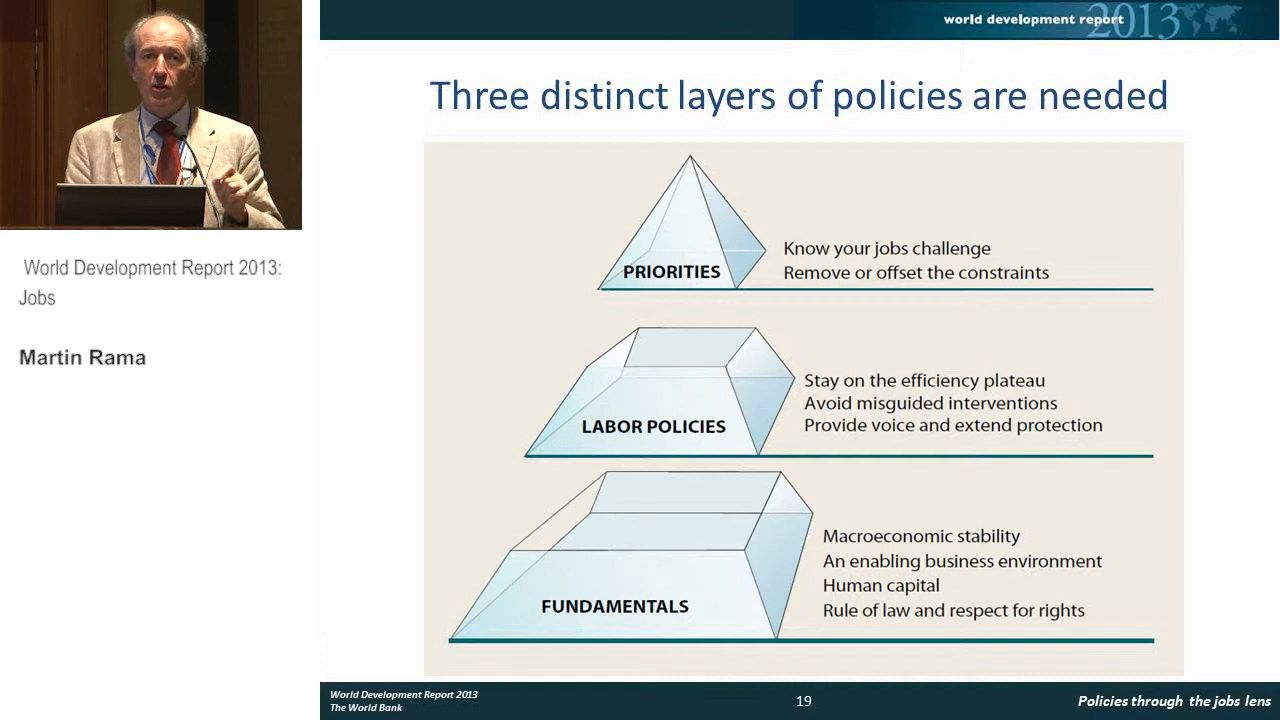 world development report 2013
World Development Report 2013:
Jobs
Martin Rama
Three distinct layers of policies are needed
PRIORITIES
Know your jobs challenge
Remove or offset the constraints
LABOR POLICIES
Stay on the efficiency plateau
Avoid misguided interventions
Provide voice and extend protection
FUNDAMENTALS
Macroeconomic stability
An enabling business environment
Human capital
Rule of law and respect for rights
World Development Report 2013
The World Bank
19
Policies through the jobs lens